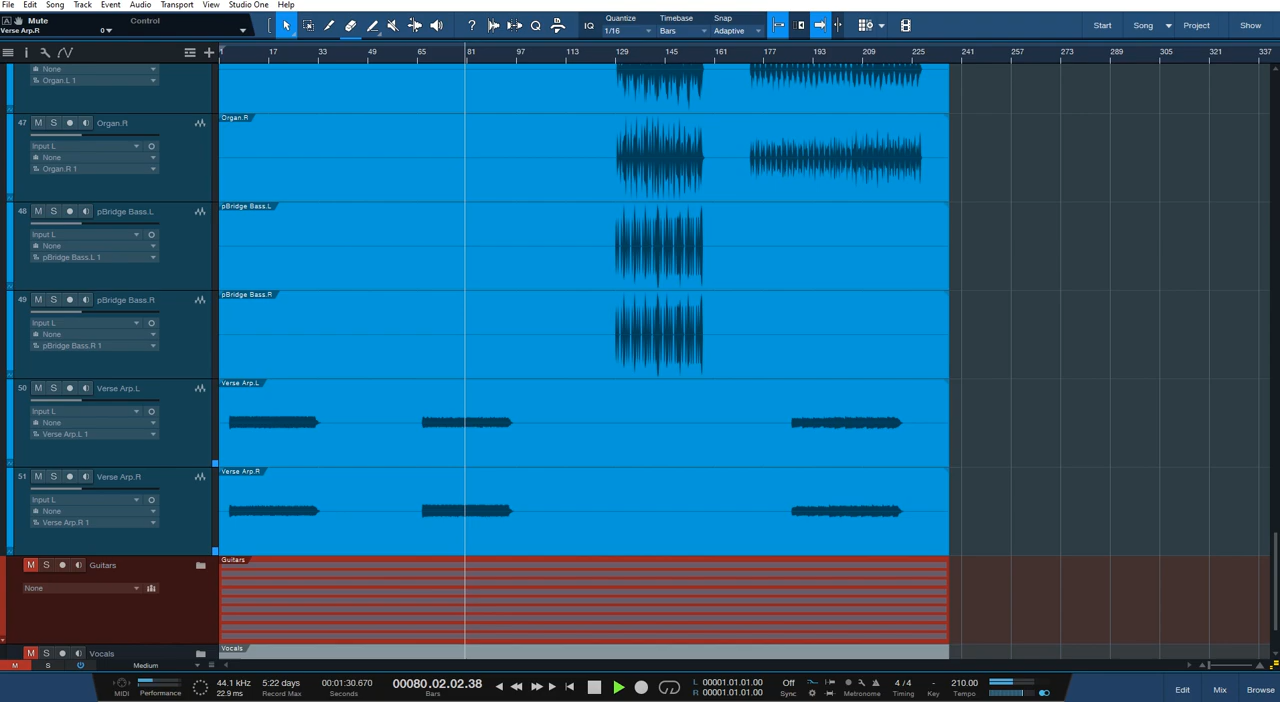 File Edit Song Track Event Audio Transport View Studio One Help
Mute Control
Verse Arp.R 0
IQ Quantize Timebase Snap Start Song Project Show
1/16 Bars Adaptive
1 17 33 49 65 81 97 113 129 145 161 177 193 209 225 241 257 273 289 305 321 337
None
Organ.L 1
47 M S Organ.R
Organ.R
Input L
None
Organ.R 1
48 M S pBridge Bass.L
pBridge Bass.L
Input L
None
pBridge Bass.L 1
49 M S pBridge Bass.R
pBridge Bass.R
Input L
None
pBridge Bass.R 1
50 M S Verse Arp.L
Verse Arp.L
Input L
None
Verse Arp.L 1
51 M S Verse Arp.R
Verse Arp.R
Input L
None
Verse Arp.R 1
M S Guitars
Guitars
None
M S Vocals
Vocals
M S Medium
MIDI Performance
44.1 kHz 5:22 days 00:01:30.670 00080.02.02.38 L 00001.01.01.00 Off 4 / 4 - 210.00
22.9 ms Record Max Seconds Bars R 00001.01.01.00 Sync Metronome Timing Key Tempo
Edit Mix Browse